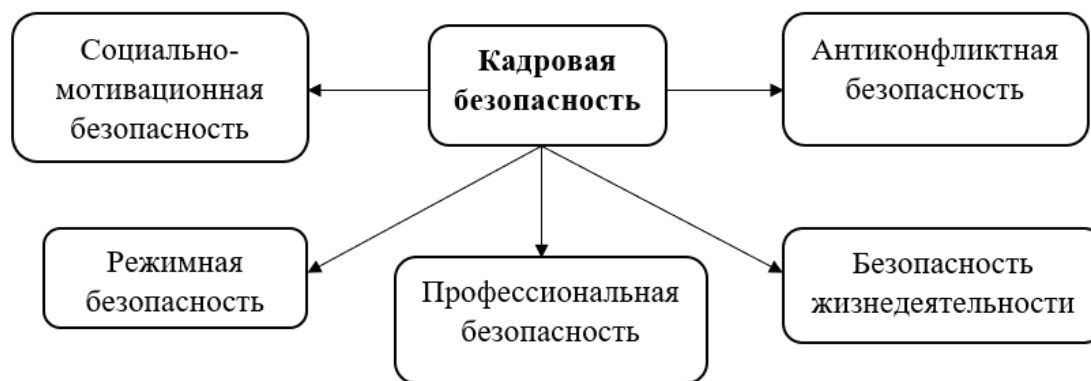 Социально-
мотивационная
безопасность
Кадровая
безопасность
Антиконфликтная
безопасность
Режимная
безопасность
Профессиональная
безопасность
Безопасность
жизнедеятельности